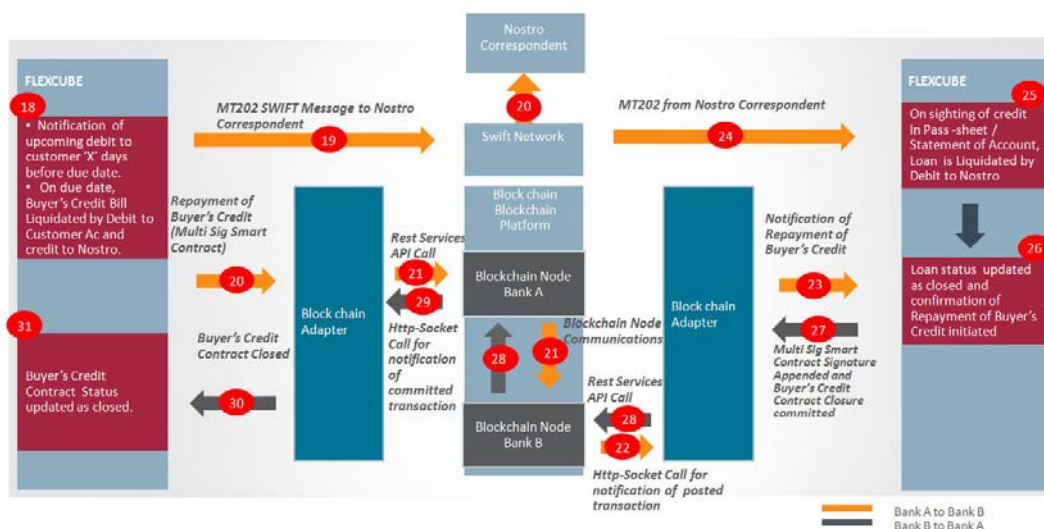 Nostro
Correspondent
20
Swift Network
FLEXCUBE
18
• Notification of
upcoming debit to
customer 'X' days
before due date.
• On due date,
Buyer's Credit Bill
Liquidated by Debit to
Customer Ac and
credit to Nostro.
31
Buyer's Credit
Contract Status
updated as closed.
MT202 SWIFT Message to Nostro
Correspondent
19
Repayment of
Buyer's Credit
(Multi Sig Smart
Contract)
20
Buyer's Credit
Contract Closed
30
Block chain
Adapter
Rest Services
API Call
21
29
Http-Socket
Call for
notification
of
committed
transaction
Block chain
Blockchain
Platform
Blockchain Node
Bank A
28
21
Blockchain Node
Communications
Blockchain Node
Bank B
Rest Services
API Call
28
22
Http-Socket Call for
notification of posted
transaction
MT202 from Nostro Correspondent
24
Block chain
Adapter
Notification of
Repayment of
Buyer's Credit
23
27
Multi Sig Smart
Contract Signature
Appended and
Buyer's Credit
Contract Closure
committed
FLEXCUBE
25
On sighting of credit
in Pass -sheet /
Statement of Account,
Loan is Liquidated by
Debit to Nostro
26
Loan status updated
as closed and
confirmation of
Repayment of Buyer's
Credit initiated
Bank A to Bank B
Bank B to Bank A